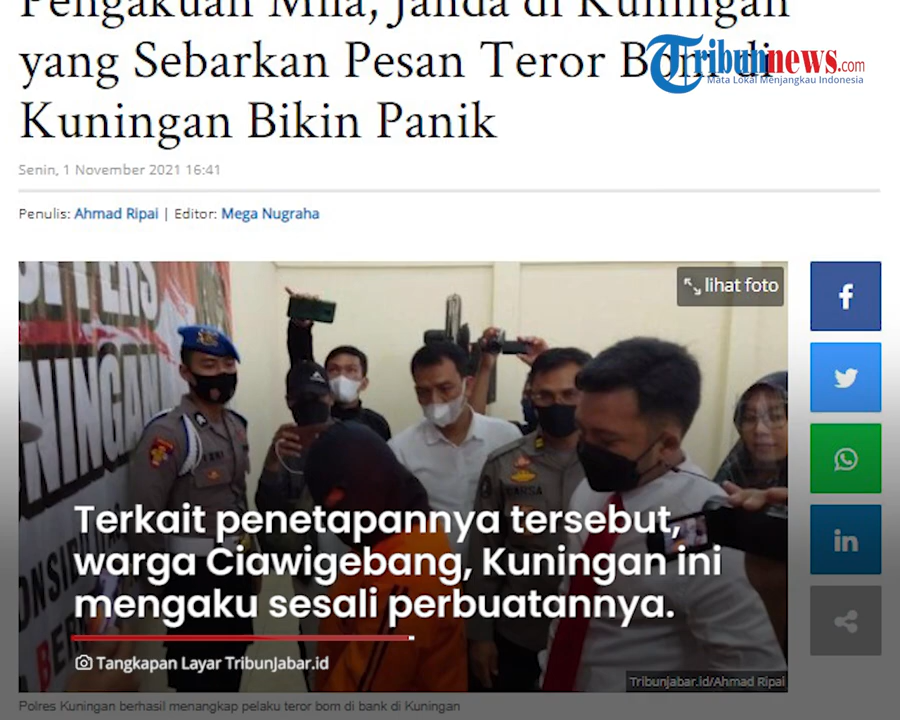 Pengakuan Mila, Janda di Kuningan
yang Sebarkan Pesan Teror Bom di
Kuningan Bikin Panik
Tribunnews.com
Mata Lokal Menjangkau Indonesia
Senin, 1 November 2021 16:41
Penulis: Ahmad Ripai | Editor: Mega Nugraha
lihat foto
NINGAN
Terkait penetapannya tersebut,
warga Ciawigebang, Kuningan ini
mengaku sesali perbuatannya.
Tangkapan Layar TribunJabar.id
Tribunjabar.id/Ahmad Ripai
Polres Kuningan berhasil menangkap pelaku teror bom di bank di Kuningan